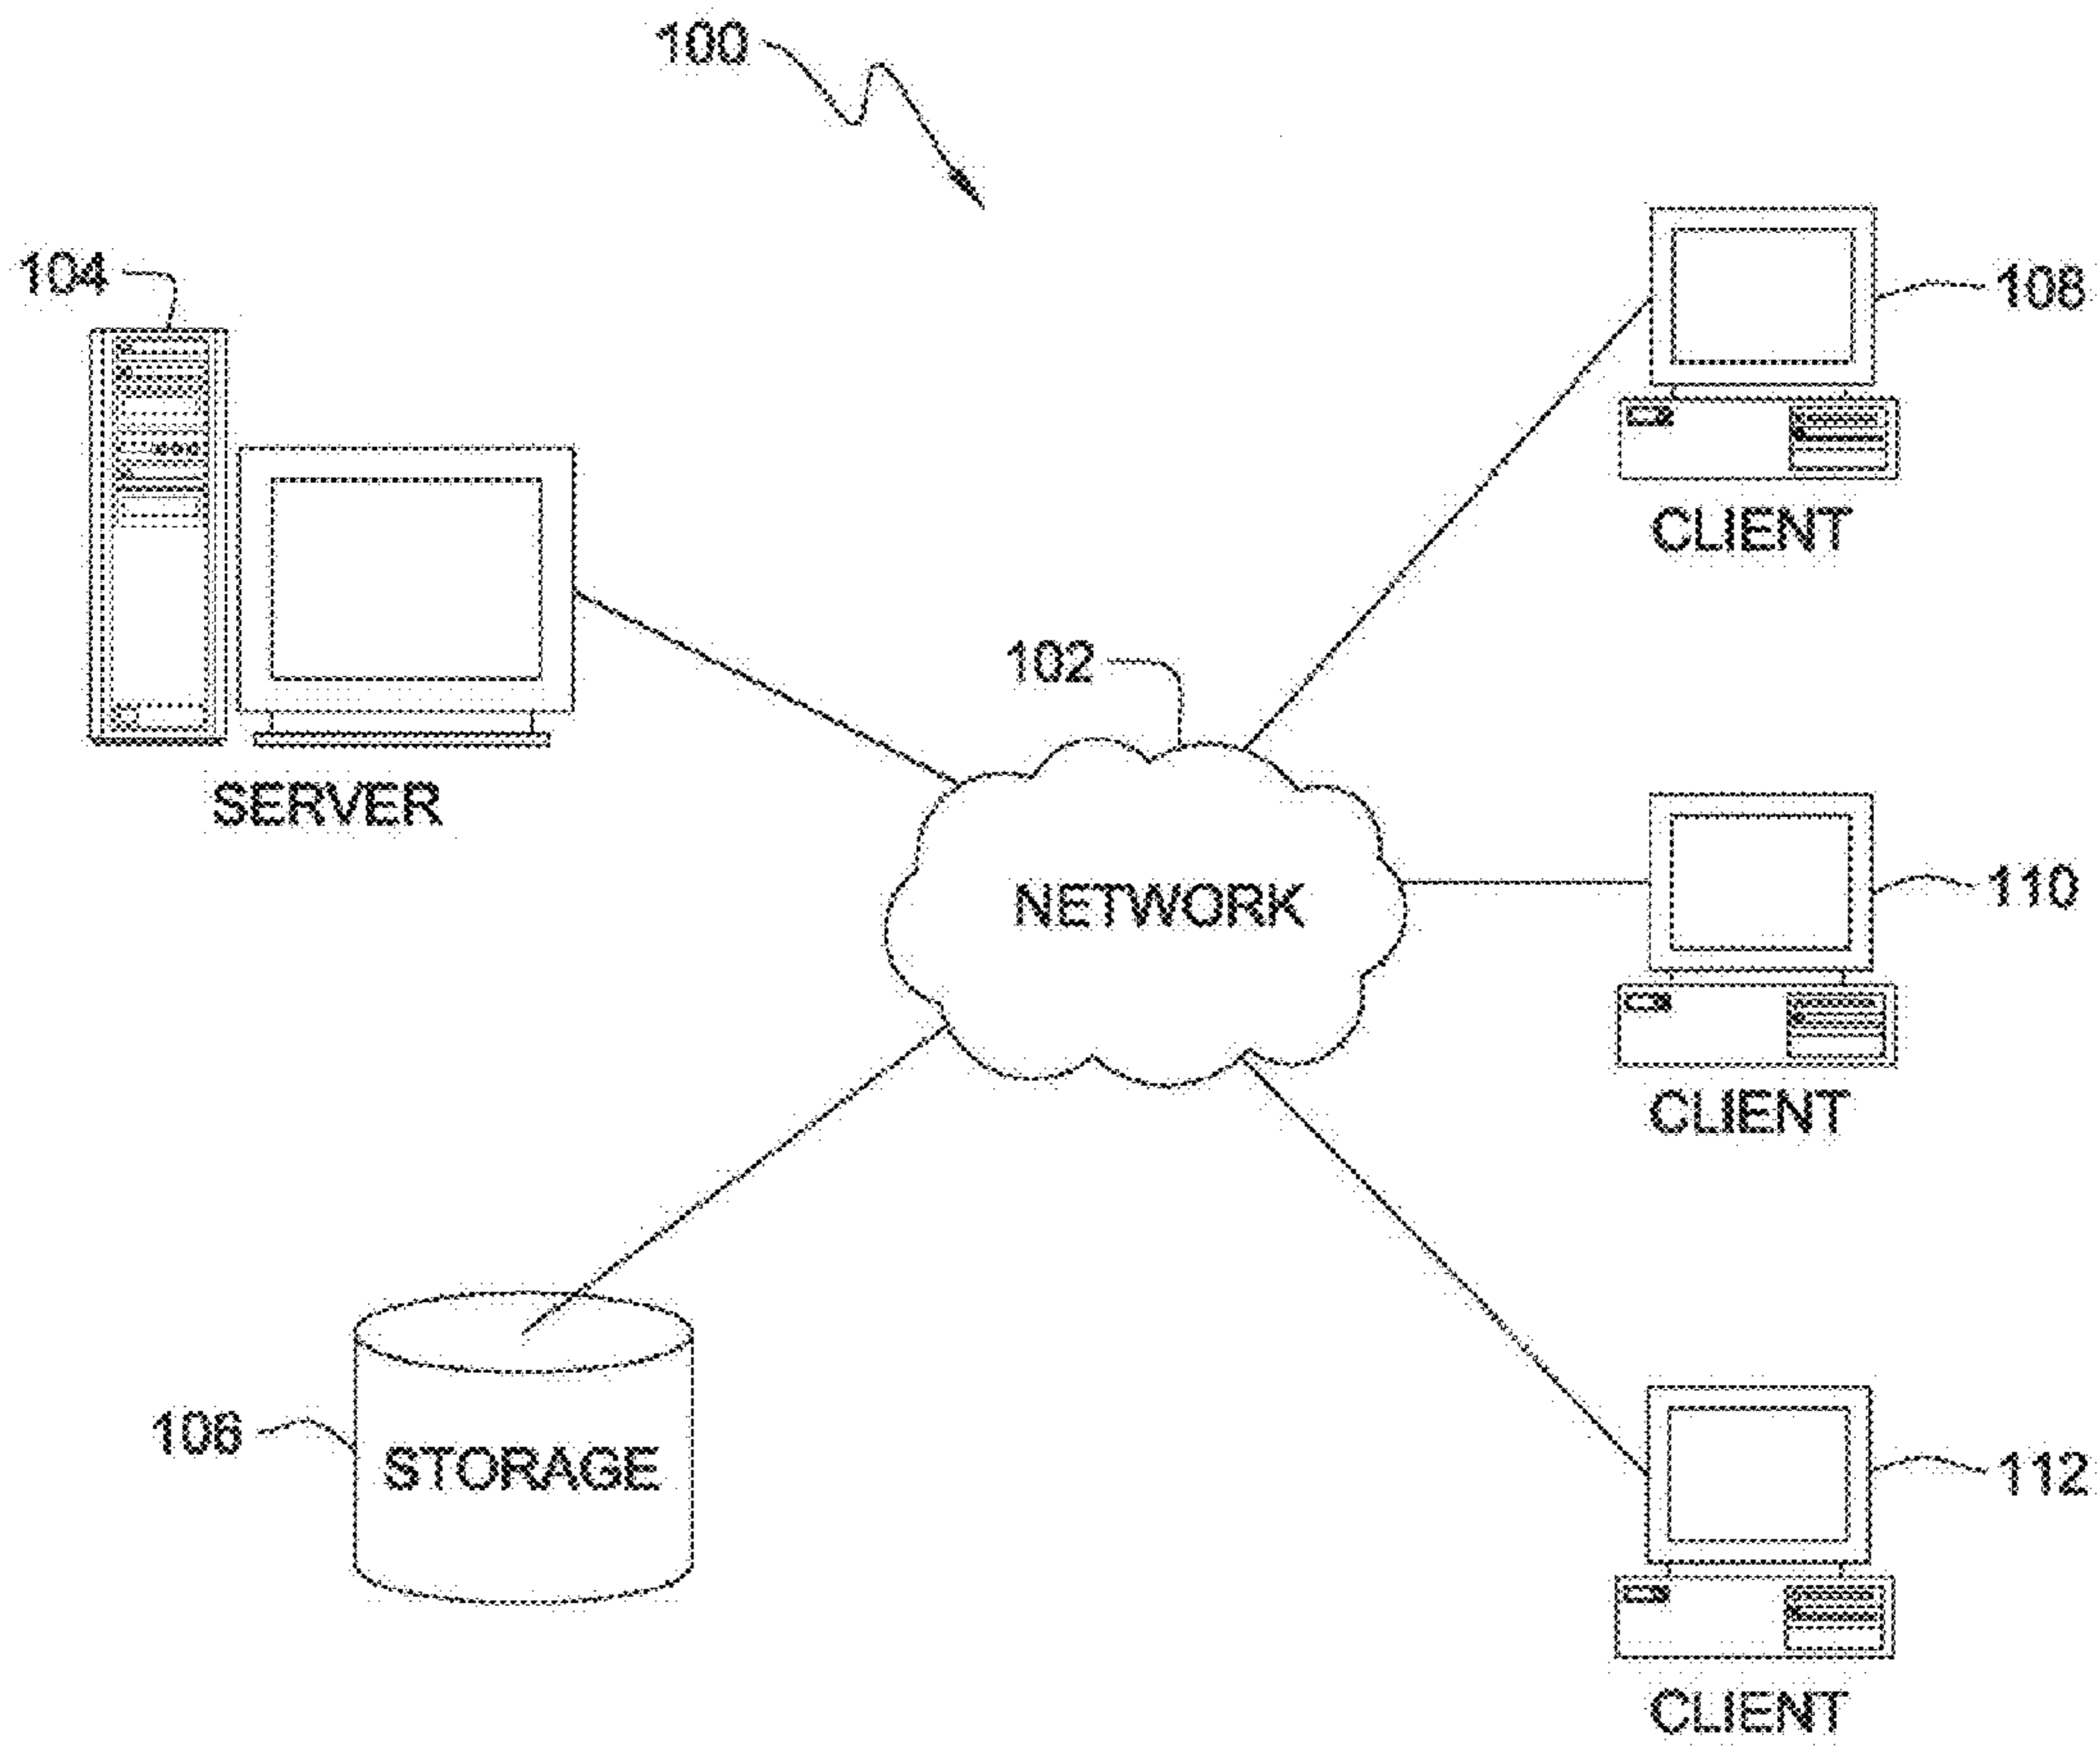 100
104
108
CLIENT
102
SERVER
NETWORK
110
CLIENT
106
STORAGE
112
CLIENT